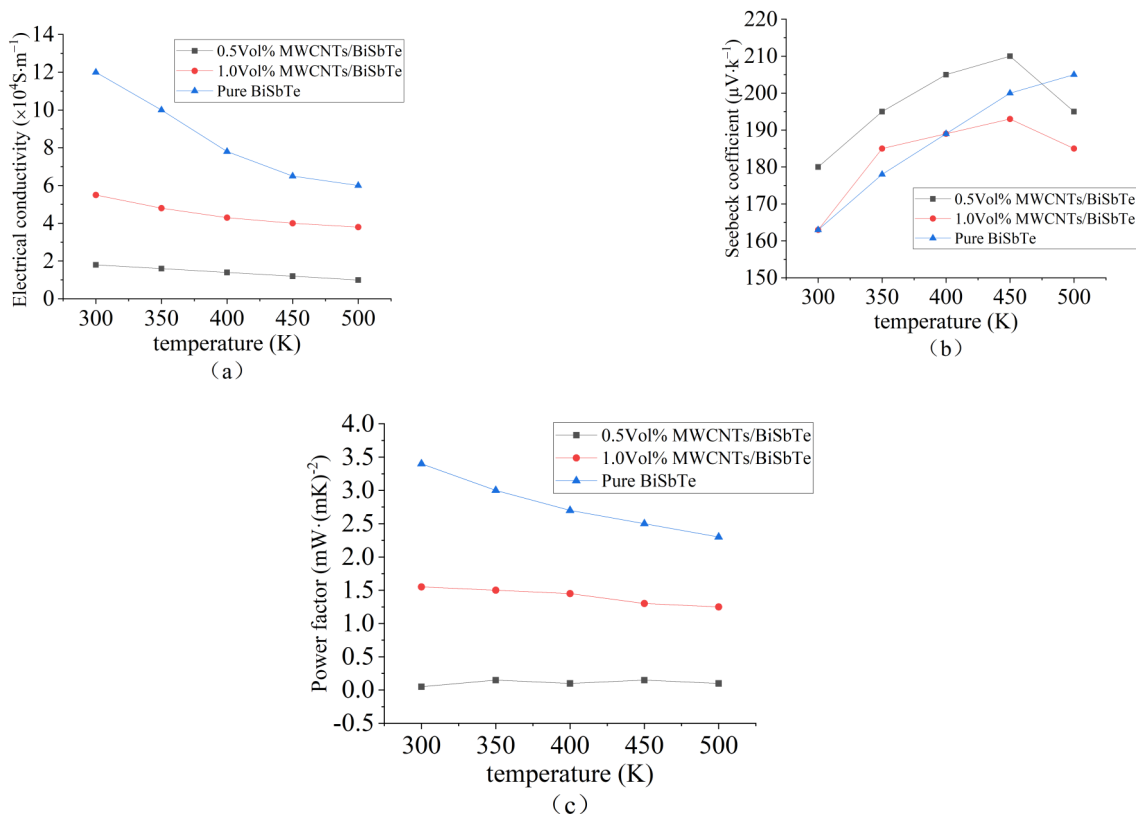 Electrical conductivity (×10⁴S·m⁻¹)
14
12
10
8
6
4
2
0
0.5Vol% MWCNTs/BiSbTe
1.0Vol% MWCNTs/BiSbTe
Pure BiSbTe
300 350 400 450 500
temperature (K)
(a)
Seebeck coefficient (μV·k⁻¹)
220
210
200
190
180
170
160
150
0.5Vol% MWCNTs/BiSbTe
1.0Vol% MWCNTs/BiSbTe
Pure BiSbTe
300 350 400 450 500
temperature (K)
(b)
Power factor (mW·(mK)⁻²)
4.0
3.5
3.0
2.5
2.0
1.5
1.0
0.5
0.0
-0.5
0.5Vol% MWCNTs/BiSbTe
1.0Vol% MWCNTs/BiSbTe
Pure BiSbTe
300 350 400 450 500
temperature (K)
(c)